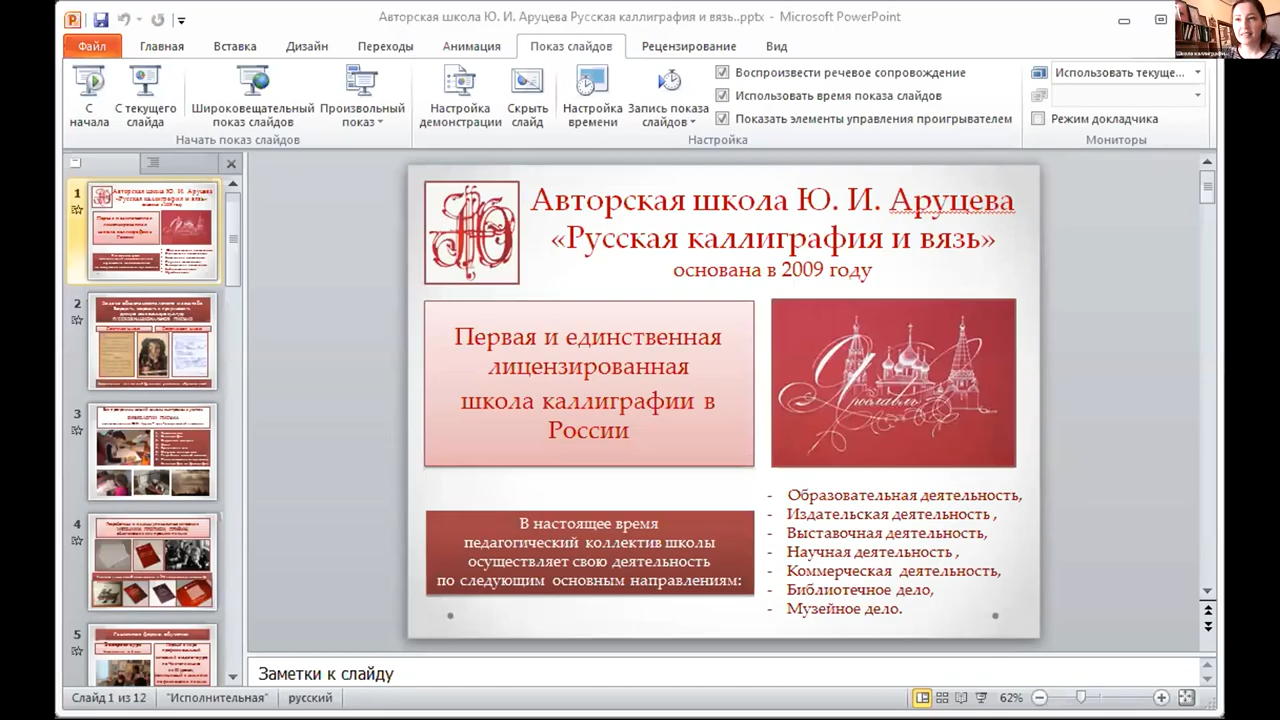 Авторская школа Ю. И. Аруцева Русская каллиграфия и вязь..pptx - Microsoft PowerPoint
Файл Главная Вставка Дизайн Переходы Анимация Показ слайдов Рецензирование Вид
С начала
С текущего слайда
Широковещательный показ слайдов
Произвольный показ
Начать показ слайдов
Настройка демонстрации
Скрыть слайд
Настройка времени
Запись показа слайдов
Воспроизвести речевое сопровождение
Использовать время показа слайдов
Показать элементы управления проигрывателем
Настройка
Использовать текуще...
Режим докладчика
Мониторы
1
2
3
4
5
Авторская школа Ю. И. Аруцева
«Русская каллиграфия и вязь»
основана в 2009 году
Первая и единственная
лицензированная
школа каллиграфии в
России
Ярославль
В настоящее время
педагогический коллектив школы
осуществляет свою деятельность
по следующим основным направлениям:
- Образовательная деятельность,
- Издательская деятельность ,
- Выставочная деятельность,
- Научная деятельность ,
- Коммерческая деятельность,
- Библиотечное дело,
- Музейное дело.
Заметки к слайду
Слайд 1 из 12 "Исполнительная" русский 62%